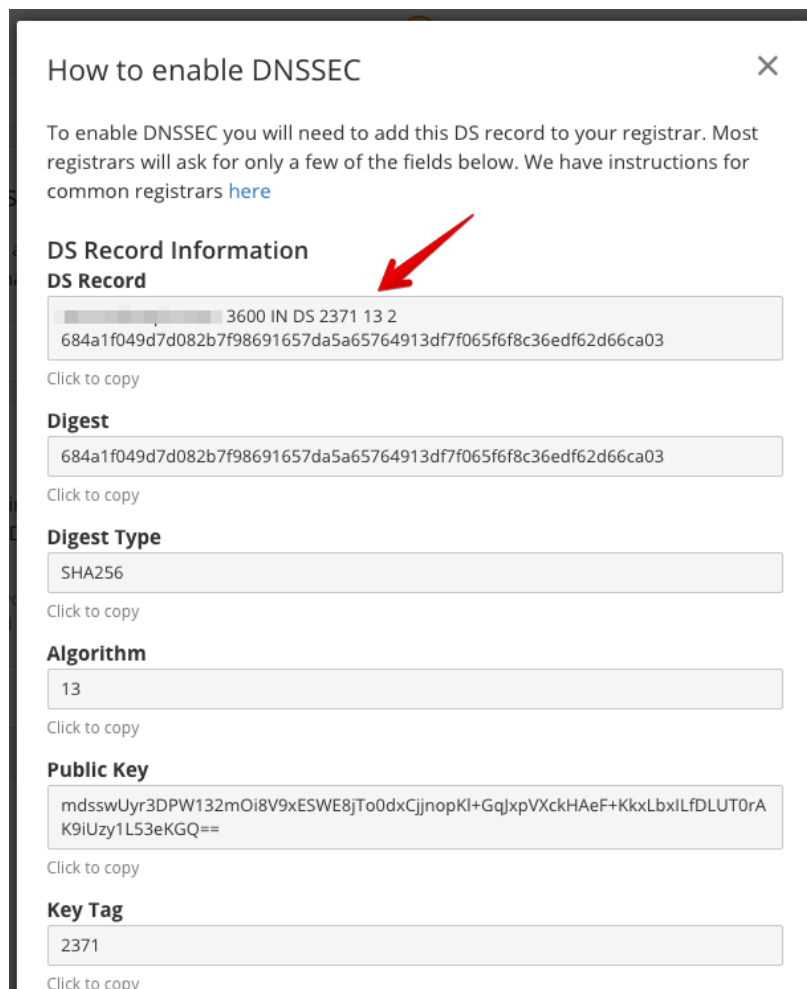 How to enable DNSSEC
To enable DNSSEC you will need to add this DS record to your registrar. Most
registrars will ask for only a few of the fields below. We have instructions for
common registrars here
DS Record Information
DS Record
3600 IN DS 2371 13 2
684a1f049d7d082b7f98691657da5a65764913df7f065f6f8c36edf62d66ca03
Click to copy
Digest
684a1f049d7d082b7f98691657da5a65764913df7f065f6f8c36edf62d66ca03
Click to copy
Digest Type
SHA256
Click to copy
Algorithm
13
Click to copy
Public Key
mdsswUyr3DPW132mOi8V9xESWE8jTo0dxCjjnopKl+GqJxpVXckHAeF+KkxLbxILfDLUT0rA
K9iUzy1L53eKGQ==
Click to copy
Key Tag
2371
Click to copy